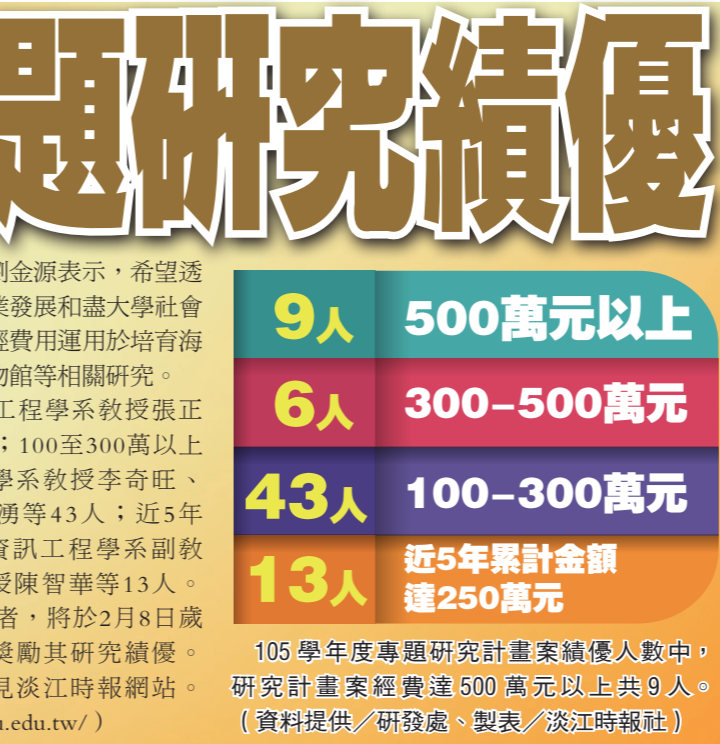 題研究績優
劉金源表示，希望透
業發展和盡大學社會
經費用運用於培育海
物館等相關研究。
工程學系教授張正
；100至300萬以上
學系教授李奇旺、
湧等43人；近5年
資訊工程學系副教
授陳智華等13人。
者，將於2月8日歲
獎勵其研究績優。
見淡江時報網站。
u.edu.tw/）
9人 500萬元以上
6人 300–500萬元
43人 100–300萬元
13人 近5年累計金額
達250萬元
105 學年度專題研究計畫案績優人數中，
研究計畫案經費達 500 萬元以上共 9 人。
（資料提供／研發處、製表／淡江時報社）